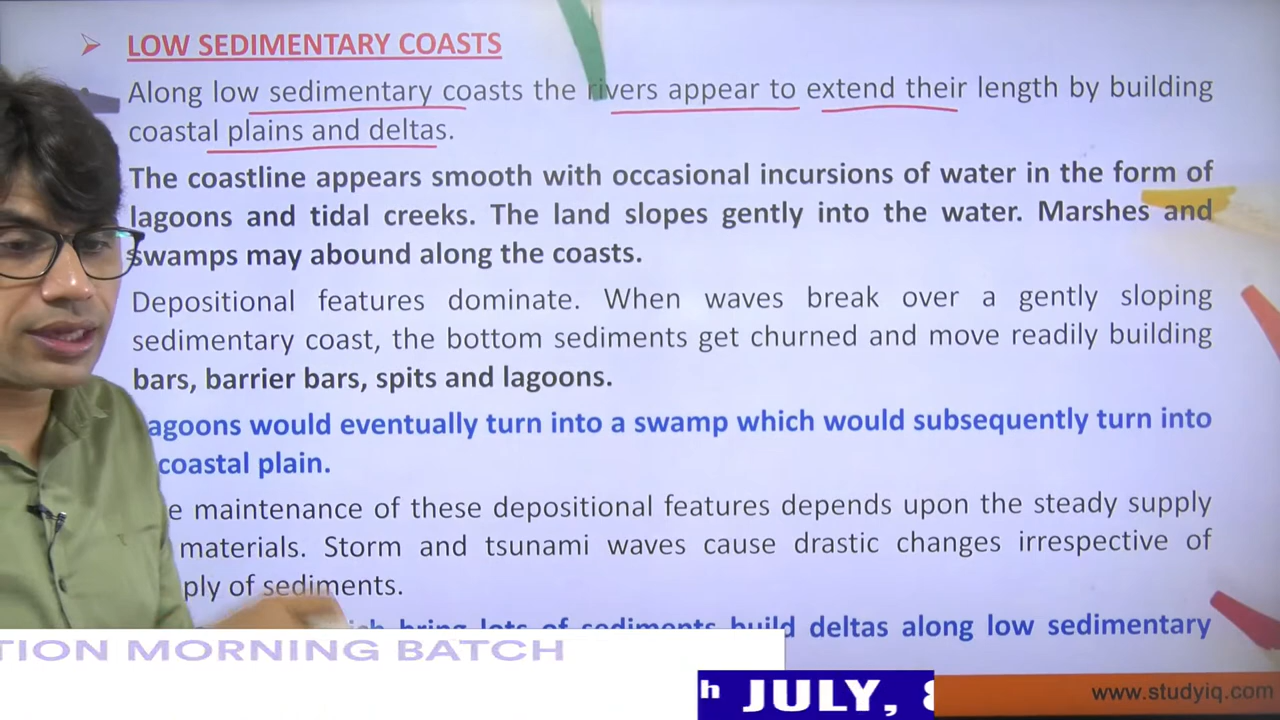 LOW SEDIMENTARY COASTS
Along low sedimentary coasts the rivers appear to extend their length by building
coastal plains and deltas.
The coastline appears smooth with occasional incursions of water in the form of
lagoons and tidal creeks. The land slopes gently into the water. Marshes and
swamps may abound along the coasts.
Depositional features dominate. When waves break over a gently sloping
sedimentary coast, the bottom sediments get churned and move readily building
bars, barrier bars, spits and lagoons.
agoons would eventually turn into a swamp which would subsequently turn into
coastal plain.
e maintenance of these depositional features depends upon the steady supply
materials. Storm and tsunami waves cause drastic changes irrespective of
ply of sediments.
ich bring lots of sediments build deltas along low sedimentary
TION MORNING BATCH
h JULY, 8
www.studyiq.com